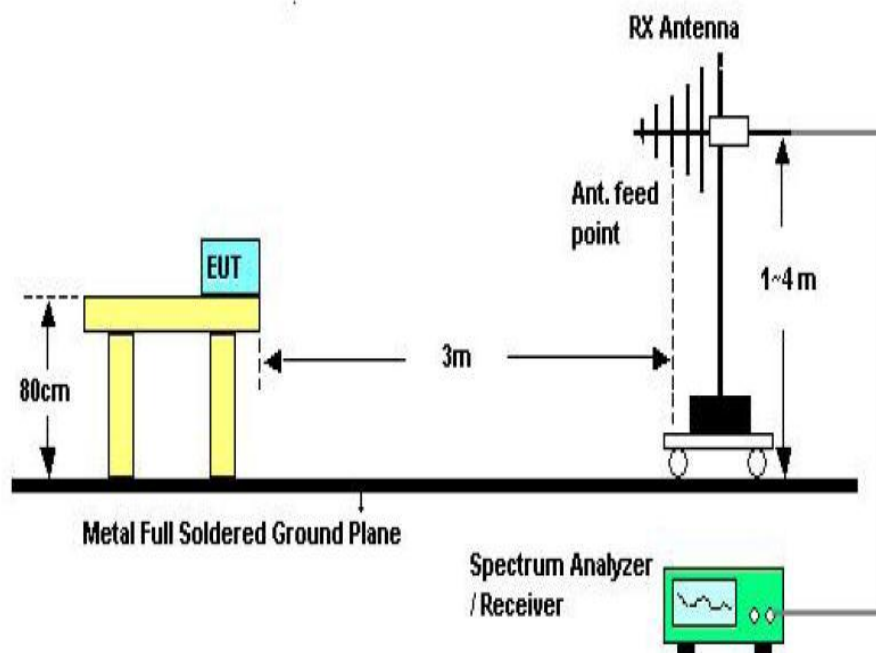 RX Antenna
Ant. feed
point
EUT
1~4 m
3m
80cm
Metal Full Soldered Ground Plane
Spectrum Analyzer
/ Receiver